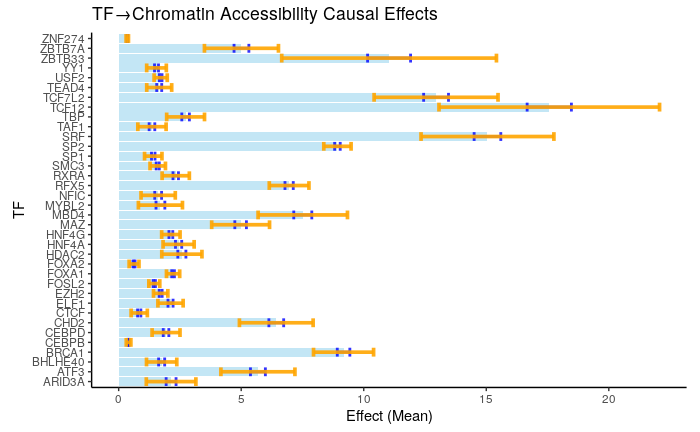 TF→Chromatin Accessibility Causal Effects
ZNF274
ZBTB7A
ZBTB33
YY1
USF2
TEAD4
TCF7L2
TCF12
TBP
TAF1
SRF
SP2
SP1
SMC3
RXRA
RFX5
NFIC
MYBL2
MBD4
MAZ
HNF4G
HNF4A
HDAC2
FOXA2
FOXA1
FOSL2
EZH2
ELF1
CTCF
CHD2
CEBPD
CEBPB
BRCA1
BHLHE40
ATF3
ARID3A
TF
0 5 10 15 20
Effect (Mean)